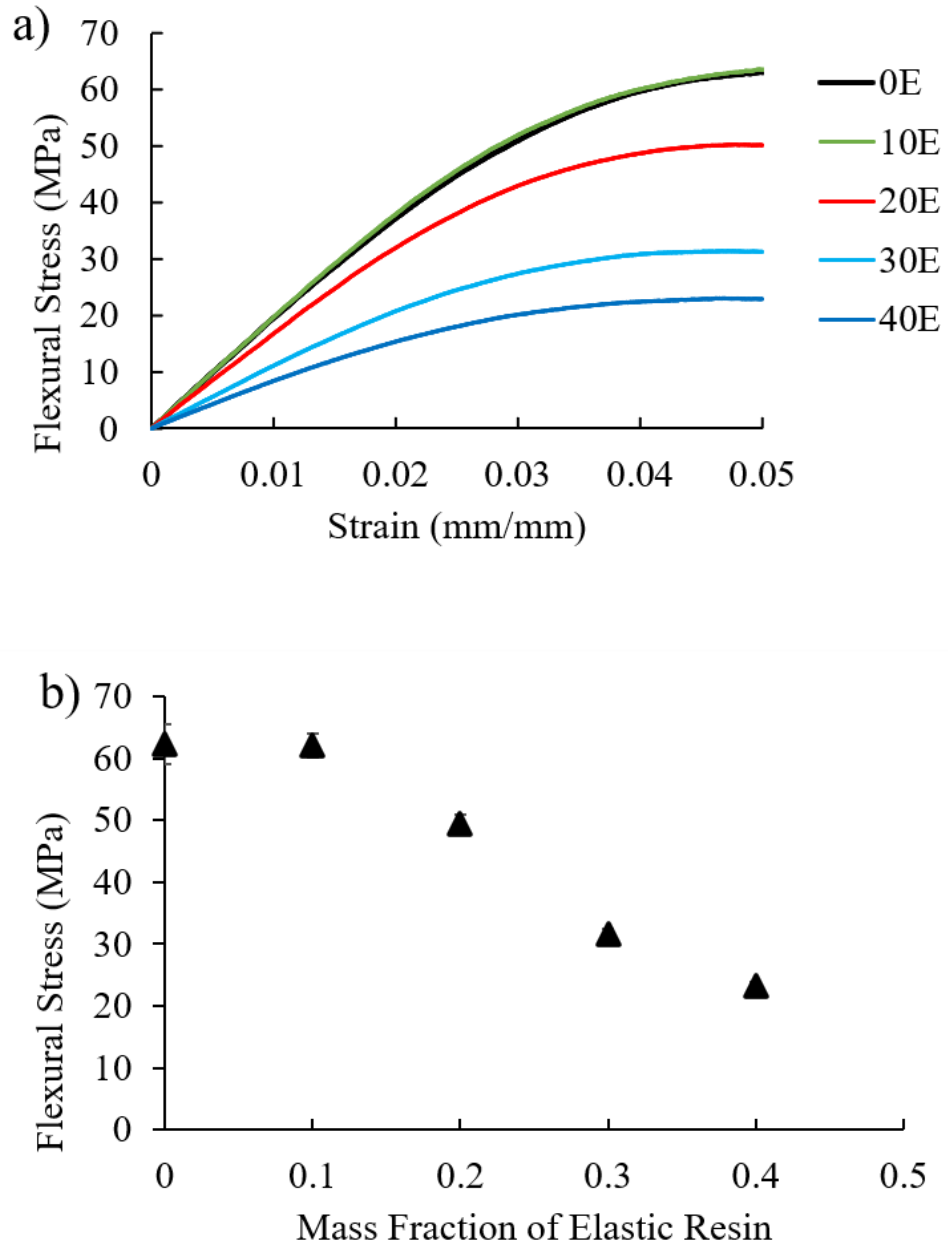 a)
70
60
50
40
30
20
10
0
Flexural Stress (MPa)
0 0.01 0.02 0.03 0.04 0.05
Strain (mm/mm)
0E
10E
20E
30E
40E
b)
70
60
50
40
30
20
10
0
Flexural Stress (MPa)
0 0.1 0.2 0.3 0.4 0.5
Mass Fraction of Elastic Resin